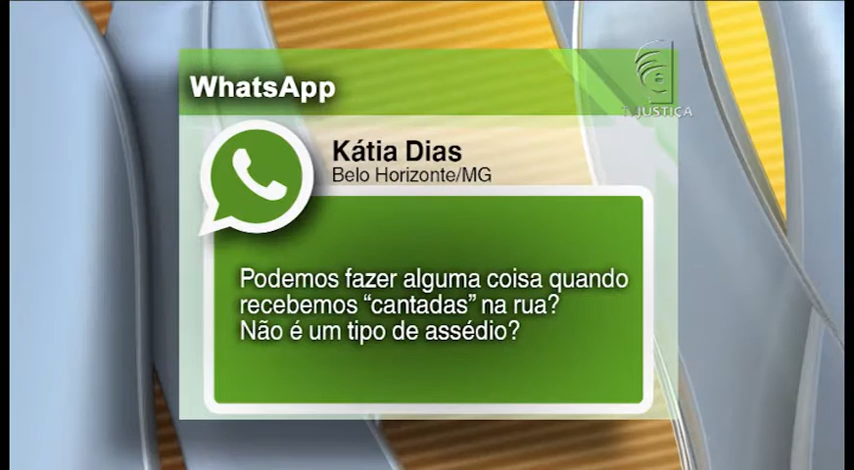 WhatsApp
TVJUSTIÇA
Kátia Dias
Belo Horizonte/MG
Podemos fazer alguma coisa quando
recebemos “cantadas” na rua?
Não é um tipo de assédio?